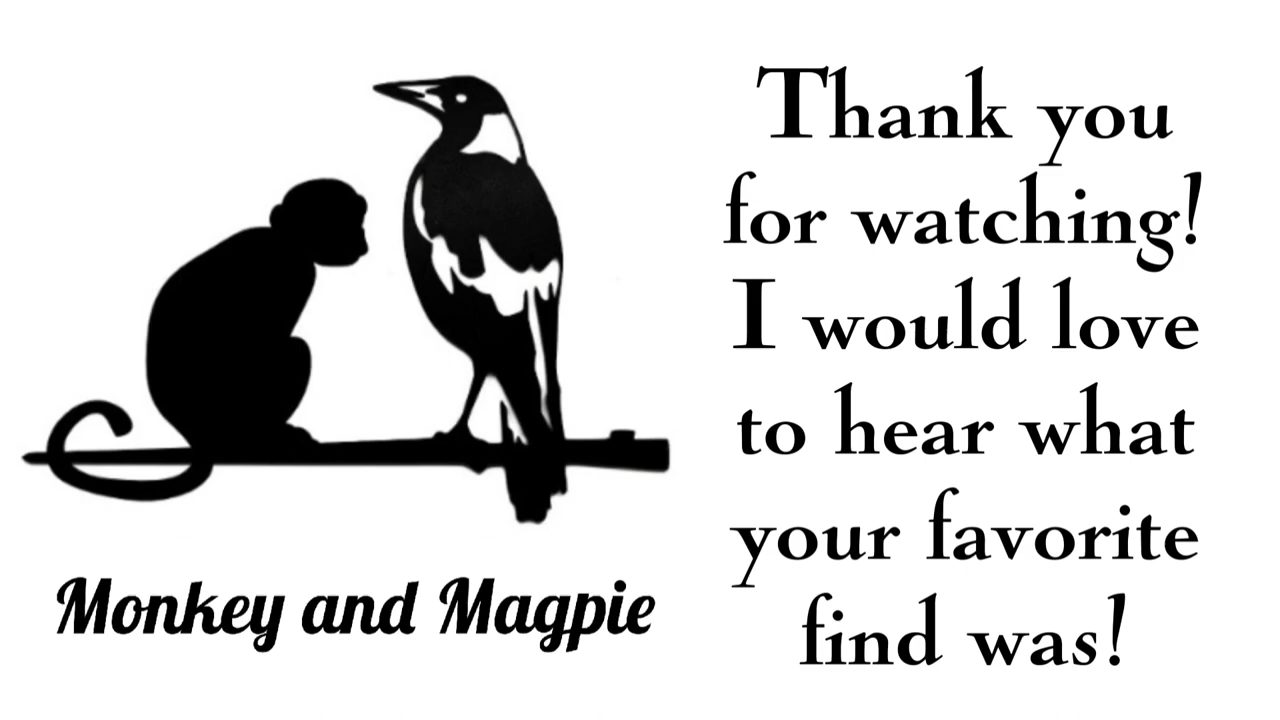 Monkey and Magpie
Thank you
for watching!
I would love
to hear what
your favorite
find was!